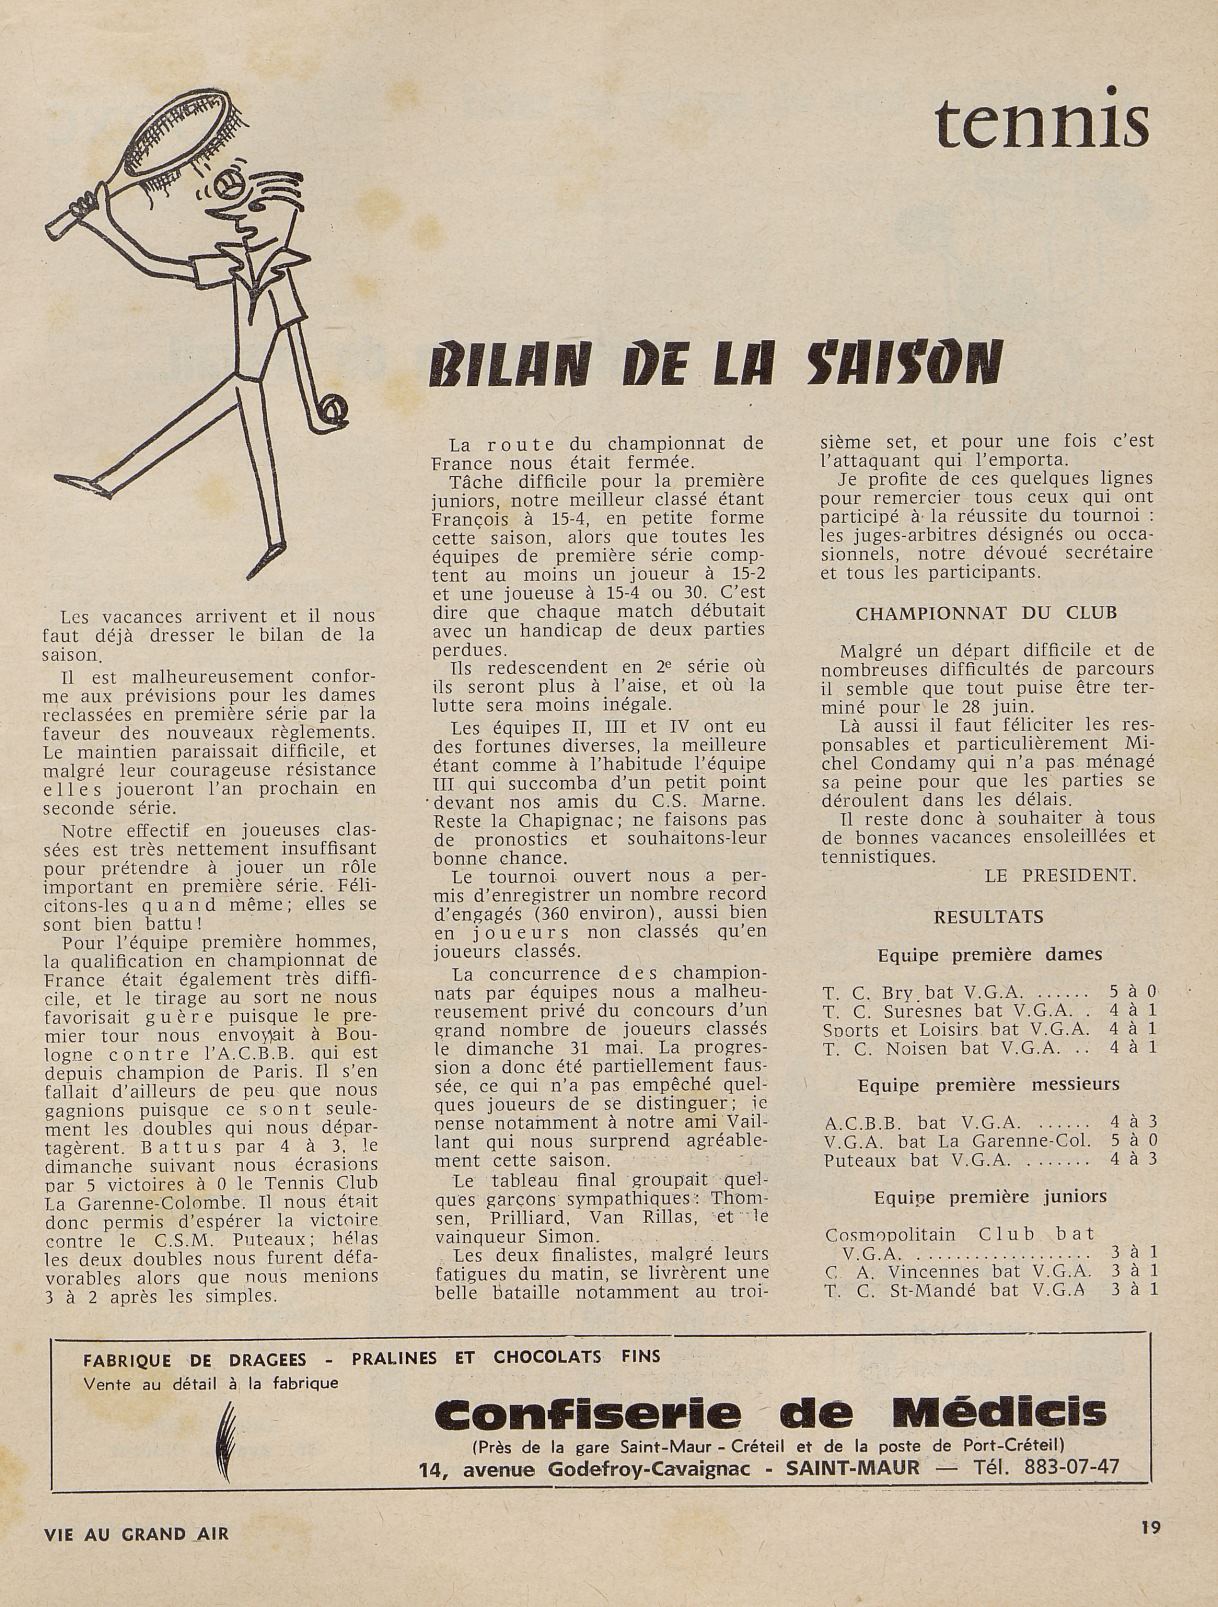 tennis
BILAN DE LA SAISON
Les vacances arrivent et il nous
faut déjà dresser le bilan de la
saison.
Il est malheureusement confor-
me aux prévisions pour les dames
reclassées en première série par la
faveur des nouveaux règlements.
Le maintien paraissait difficile, et
malgré leur courageuse résistance
elles joueront l'an prochain en
seconde série.
Notre effectif en joueuses clas-
sées est très nettement insuffisant
pour prétendre à jouer un rôle
important en première série. Féli-
citons-les quand même; elles se
sont bien battu!
Pour l'équipe première hommes,
la qualification en championnat de
France était également très diffi-
cile, et le tirage au sort ne nous
favorisait guère puisque le pre-
mier tour nous envoyait à Bou-
logne contre l'A.C.B.B. qui est
depuis champion de Paris. Il s'en
fallait d'ailleurs de peu que nous
gagnions puisque ce sont seule-
ment les doubles qui nous dépar-
tagèrent. Battus par 4 à 3, le
dimanche suivant nous écrasions
par 5 victoires à 0 le Tennis Club
La Garenne-Colombe. Il nous était
donc permis d'espérer la victoire
contre le C.S.M. Puteaux; hélas
les deux doubles nous furent défa-
vorables alors que nous menions
3 à 2 après les simples.
La route du championnat de
France nous était fermée.
Tâche difficile pour la première
juniors, notre meilleur classé étant
François à 15-4, en petite forme
cette saison, alors que toutes les
équipes de première série comp-
tent au moins un joueur à 15-2
et une joueuse à 15-4 ou 30. C'est
dire que chaque match débutait
avec un handicap de deux parties
perdues.
Ils redescendent en 2e série où
ils seront plus à l'aise, et où la
lutte sera moins inégale.
Les équipes II, III et IV ont eu
des fortunes diverses, la meilleure
étant comme à l'habitude l'équipe
III qui succomba d'un petit point
devant nos amis du C.S. Marne.
Reste la Chapignac; ne faisons pas
de pronostics et souhaitons-leur
bonne chance.
Le tournoi ouvert nous a per-
mis d'enregistrer un nombre record
d'engagés (360 environ), aussi bien
en joueurs non classés qu'en
joueurs classés.
La concurrence des champion-
nats par équipes nous a malheu-
reusement privé du concours d'un
grand nombre de joueurs classés
le dimanche 31 mai. La progres-
sion a donc été partiellement faus-
sée, ce qui n'a pas empêché quel-
ques joueurs de se distinguer; je
pense notamment à notre ami Vail-
lant qui nous surprend agréable-
ment cette saison.
Le tableau final groupait quel-
ques garçons sympathiques: Thom-
sen, Prilliard, Van Rillas, et le
vainqueur Simon.
Les deux finalistes, malgré leurs
fatigues du matin, se livrèrent une
belle bataille notamment au troi-
sième set, et pour une fois c'est
l'attaquant qui l'emporta.
Je profite de ces quelques lignes
pour remercier tous ceux qui ont
participé à la réussite du tournoi :
les juges-arbitres désignés ou occa-
sionnels, notre dévoué secrétaire
et tous les participants.
CHAMPIONNAT DU CLUB
Malgré un départ difficile et de
nombreuses difficultés de parcours
il semble que tout puise être ter-
miné pour le 28 juin.
Là aussi il faut féliciter les res-
ponsables et particulièrement Mi-
chel Condamy qui n'a pas ménagé
sa peine pour que les parties se
déroulent dans les délais.
Il reste donc à souhaiter à tous
de bonnes vacances ensoleillées et
tennistiques.
LE PRESIDENT.
RESULTATS
Equipe première dames
T. C. Bry bat V.G.A. ...... 5 à 0
T. C. Suresnes bat V.G.A. . 4 à 1
Sports et Loisirs bat V.G.A. 4 à 1
T. C. Noisen bat V.G.A. .. 4 à 1
Equipe première messieurs
A.C.B.B. bat V.G.A. ...... 4 à 3
V.G.A. bat La Garenne-Col. 5 à 0
Puteaux bat V.G.A. ....... 4 à 3
Equipe première juniors
Cosmopolitain Club bat
V.G.A. .................. 3 à 1
C. A. Vincennes bat V.G.A. 3 à 1
T. C. St-Mandé bat V.G.A 3 à 1
FABRIQUE DE DRAGEES - PRALINES ET CHOCOLATS FINS
Vente au détail à la fabrique
Confiserie de Médicis
(Près de la gare Saint-Maur - Créteil et de la poste de Port-Créteil)
14, avenue Godefroy-Cavaignac - SAINT-MAUR — Tél. 883-07-47
VIE AU GRAND AIR
19